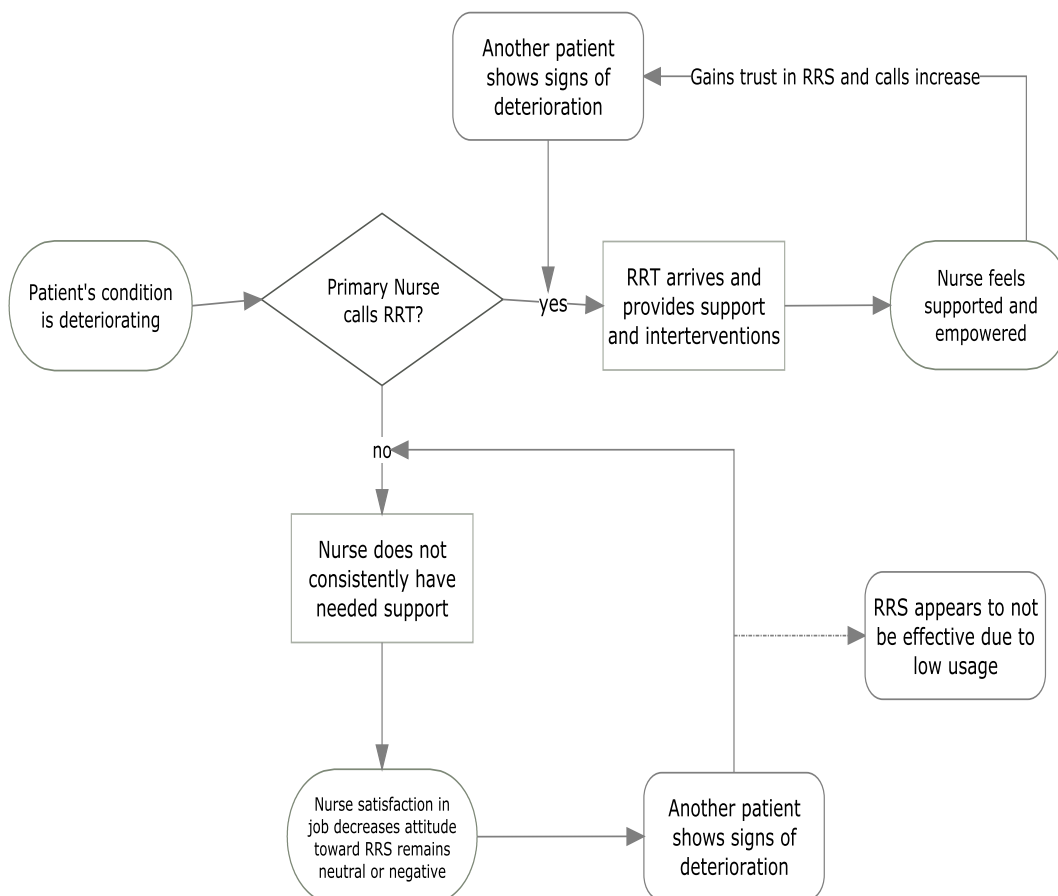 Another patient
shows signs of
deterioration
Gains trust in RRS and calls increase
Patient's condition
is deteriorating
Primary Nurse
calls RRT?
yes
RRT arrives and
provides support
and interterventions
Nurse feels
supported and
empowered
no
Nurse does not
consistently have
needed support
RRS appears to not
be effective due to
low usage
Nurse satisfaction in
job decreases attitude
toward RRS remains
neutral or negative
Another patient
shows signs of
deterioration